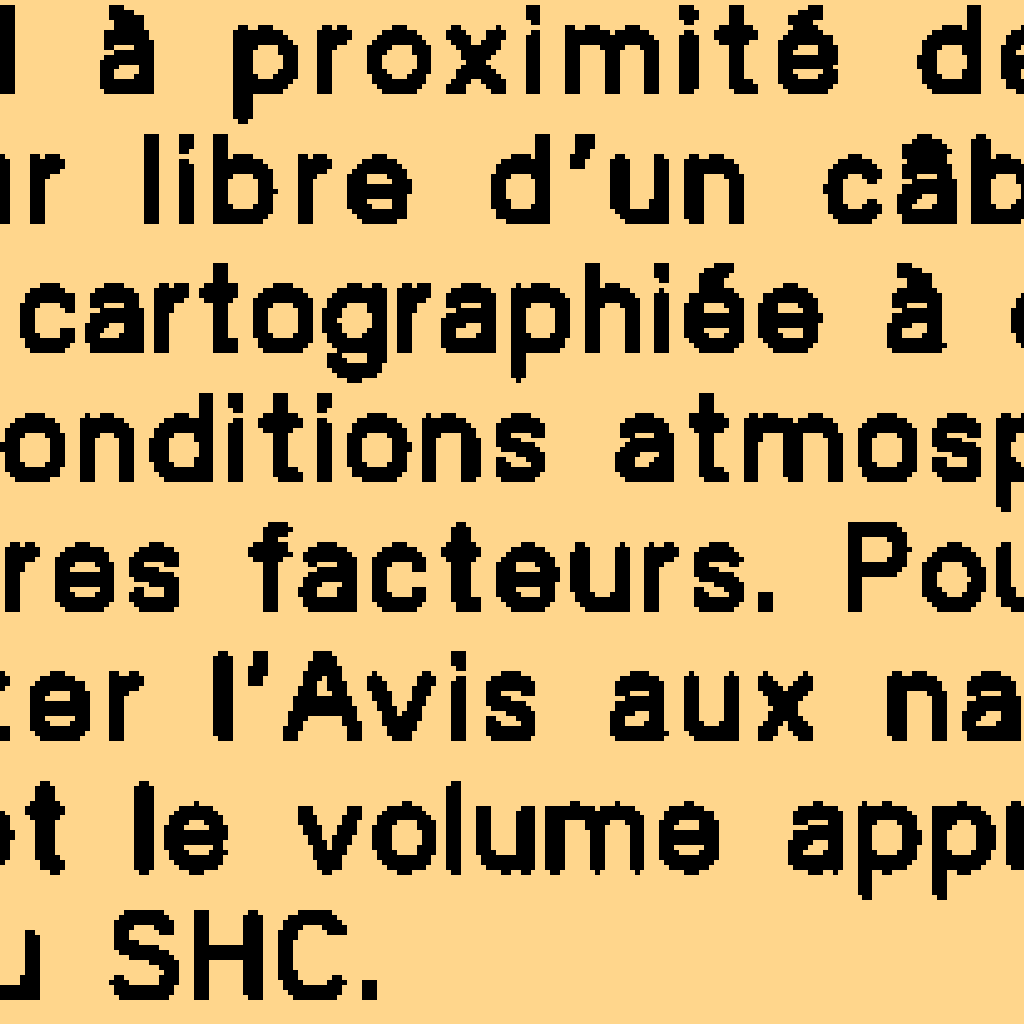 l à proximité de
ur libre d'un câb
cartographiée à c
onditions atmosp
res facteurs. Pou
ter l'Avis aux na
et le volume appr
u SHC.